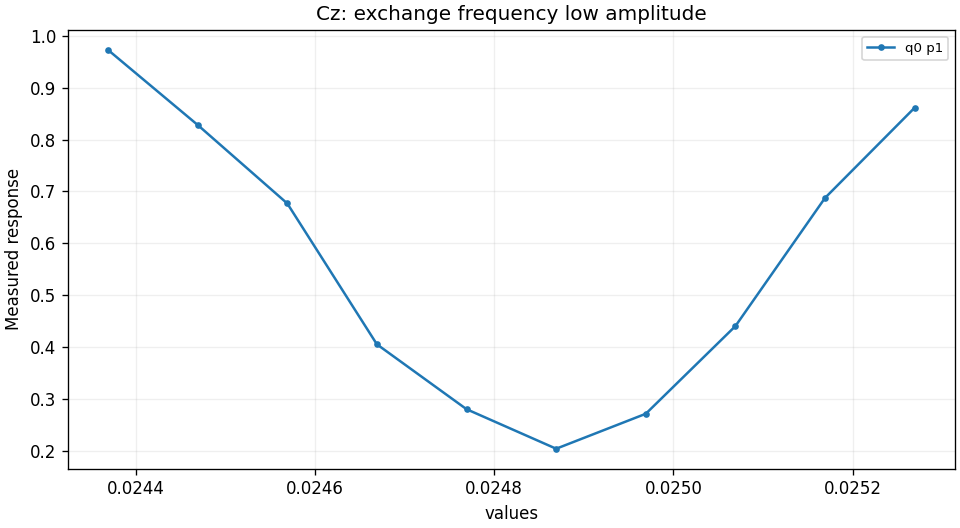 Cz: exchange frequency low amplitude
q0 p1
Measured response
1.0
0.9
0.8
0.7
0.6
0.5
0.4
0.3
0.2
0.0244 0.0246 0.0248 0.0250 0.0252
values